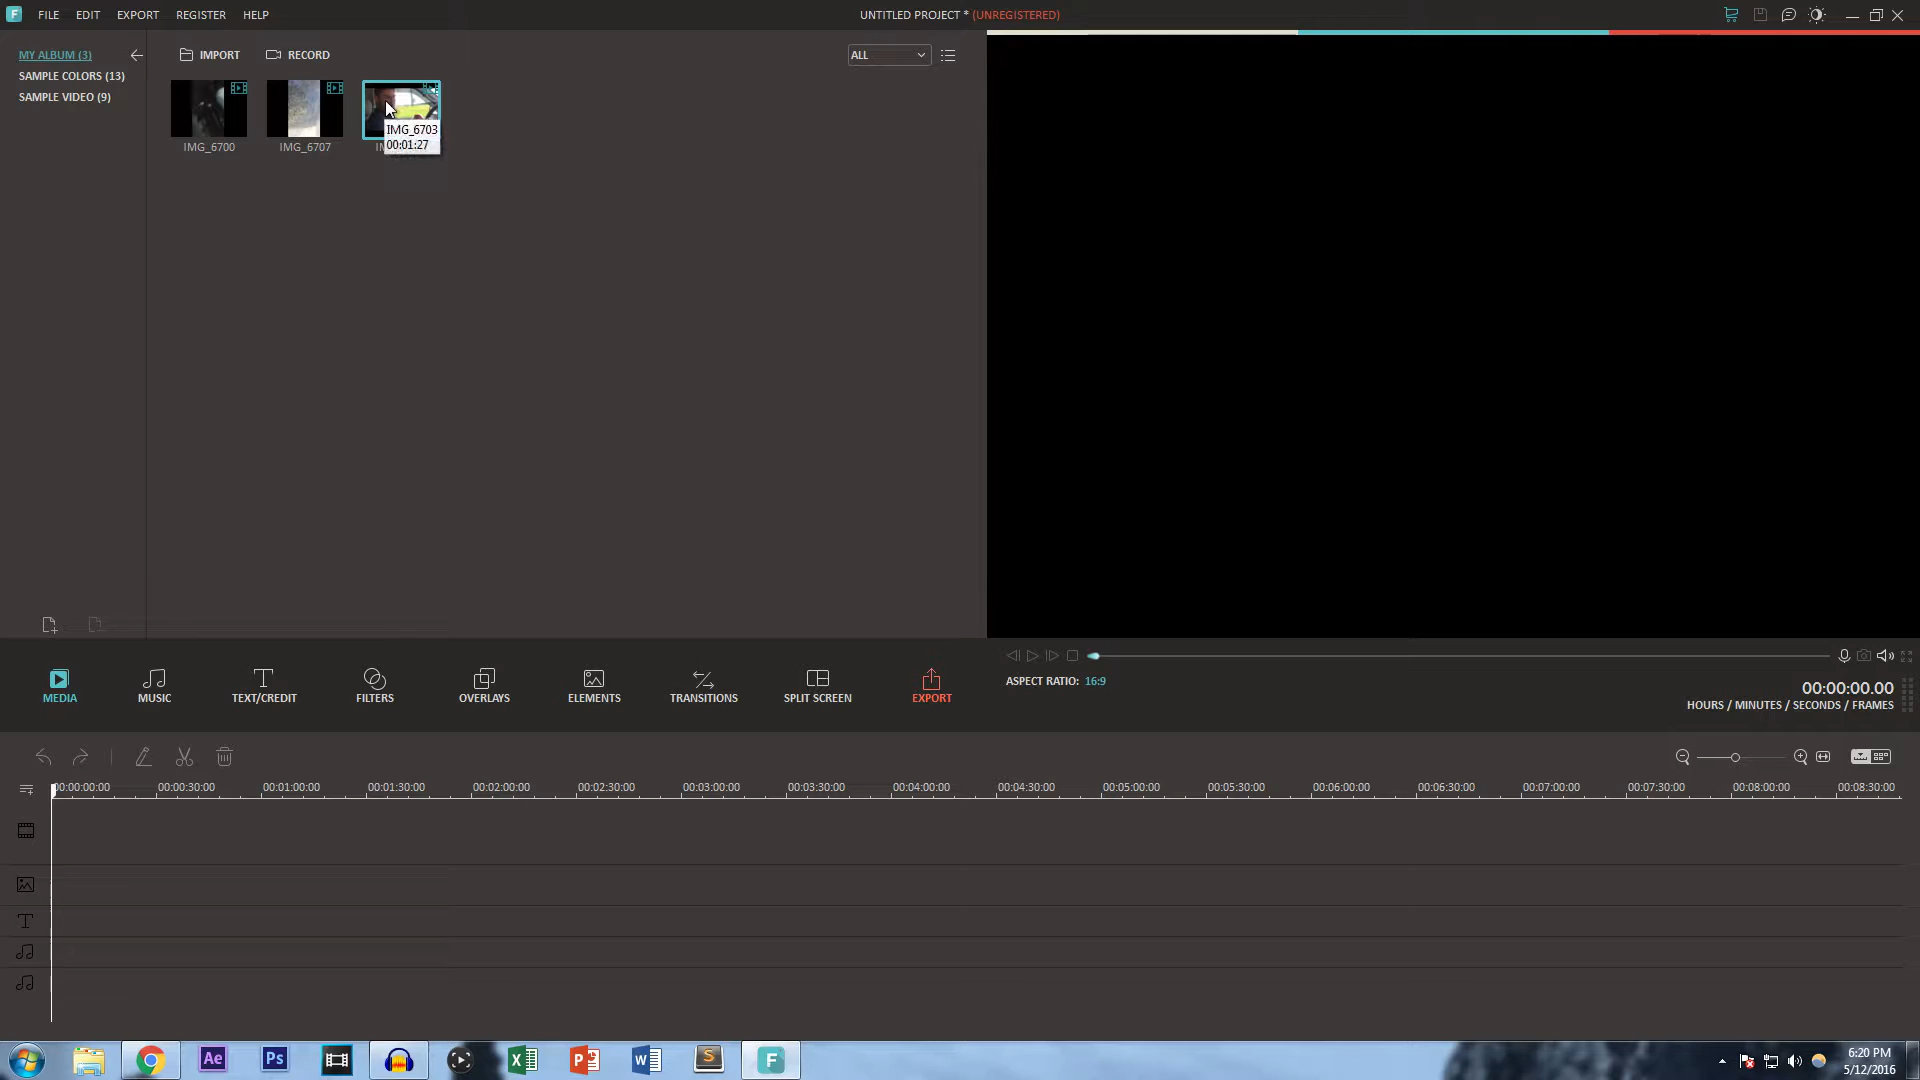 F FILE EDIT EXPORT REGISTER HELP
UNTITLED PROJECT * (UNREGISTERED)
MY ALBUM (3)
SAMPLE COLORS (13)
SAMPLE VIDEO (9)
IMPORT RECORD
ALL
IMG_6700 IMG_6707
IMG_6703
00:01:27
MEDIA MUSIC TEXT/CREDIT FILTERS OVERLAYS ELEMENTS TRANSITIONS SPLIT SCREEN EXPORT
ASPECT RATIO: 16:9
00:00:00.00
HOURS / MINUTES / SECONDS / FRAMES
00:00:00:00 00:00:30:00 00:01:00:00 00:01:30:00 00:02:00:00 00:02:30:00 00:03:00:00 00:03:30:00 00:04:00:00 00:04:30:00 00:05:00:00 00:05:30:00 00:06:00:00 00:06:30:00 00:07:00:00 00:07:30:00 00:08:00:00 00:08:30:00
T
Ae Ps X P W S F
6:20 PM
5/12/2016